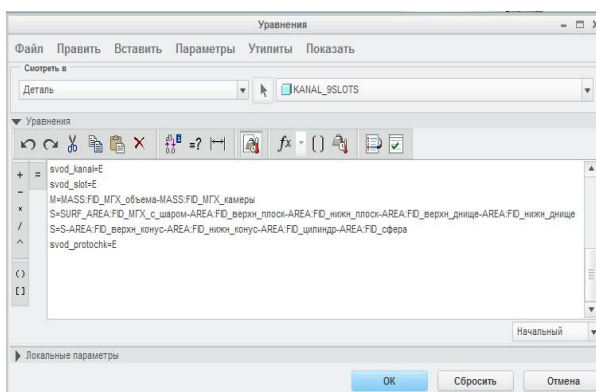 Уравнения
Файл Править Вставить Параметры Утилиты Показать
Смотреть в
Деталь KANAL_9SLOTS
Уравнения
=? fx ( )
+ =
-
×
/
^
( )
[ ]
svod_kanal=E
svod_slot=E
M=MASS:FID_МГХ_объема-MASS:FID_МГХ_камеры
S=SURF_AREA:FID_МГХ_с_шаром-AREA:FID_верхн_плоск-AREA:FID_нижн_плоск-AREA:FID_верхн_днище-AREA:FID_нижн_днище
S=S-AREA:FID_верхн_конус-AREA:FID_нижн_конус-AREA:FID_цилиндр-AREA:FID_сфера
svod_protochk=E
Начальный
Локальные параметры
ОК Сбросить Отмена